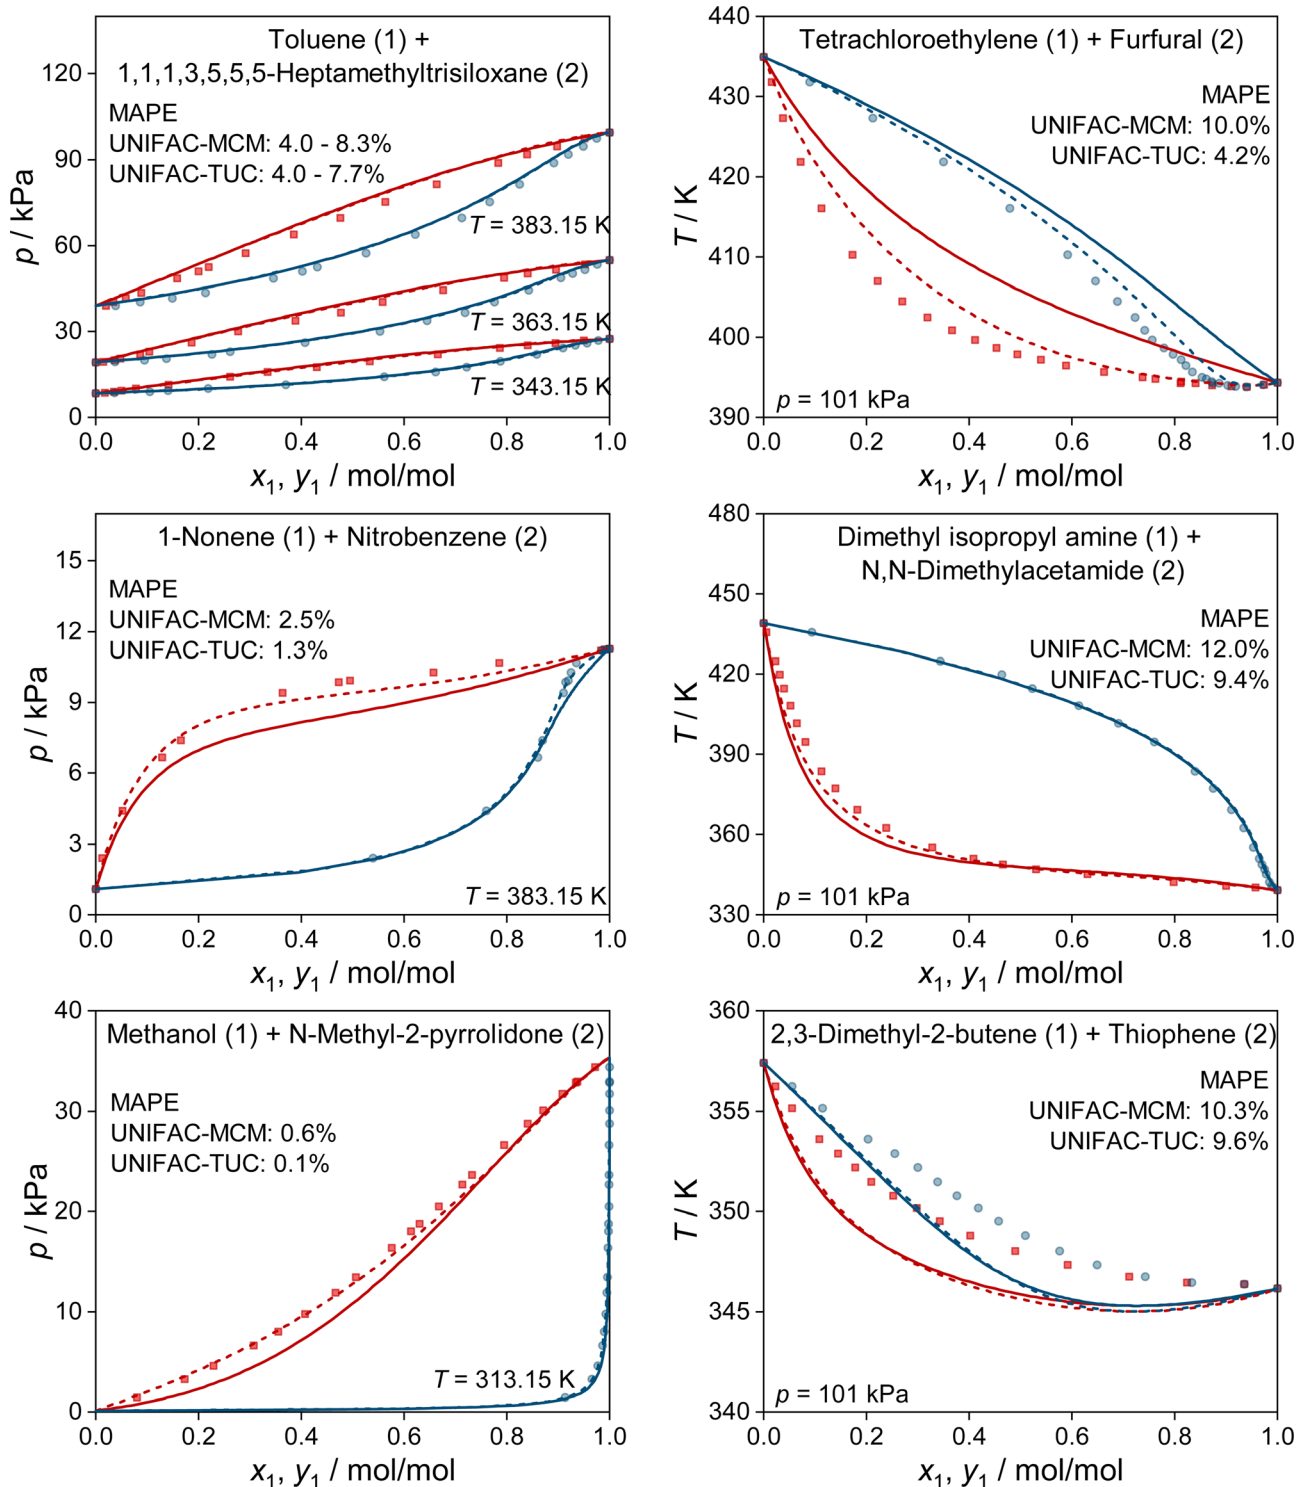 Toluene (1) +
1,1,1,3,5,5,5-Heptamethyltrisiloxane (2)
MAPE
UNIFAC-MCM: 4.0 - 8.3%
UNIFAC-TUC: 4.0 - 7.7%
T = 383.15 K
T = 363.15 K
T = 343.15 K
120
90
60
30
0
p / kPa
0.0 0.2 0.4 0.6 0.8 1.0
x1, y1 / mol/mol
Tetrachloroethylene (1) + Furfural (2)
MAPE
UNIFAC-MCM: 10.0%
UNIFAC-TUC: 4.2%
p = 101 kPa
440
430
420
410
400
390
T / K
0.0 0.2 0.4 0.6 0.8 1.0
x1, y1 / mol/mol
1-Nonene (1) + Nitrobenzene (2)
MAPE
UNIFAC-MCM: 2.5%
UNIFAC-TUC: 1.3%
T = 383.15 K
15
12
9
6
3
0
p / kPa
0.0 0.2 0.4 0.6 0.8 1.0
x1, y1 / mol/mol
Dimethyl isopropyl amine (1) +
N,N-Dimethylacetamide (2)
MAPE
UNIFAC-MCM: 12.0%
UNIFAC-TUC: 9.4%
p = 101 kPa
480
450
420
390
360
330
T / K
0.0 0.2 0.4 0.6 0.8 1.0
x1, y1 / mol/mol
Methanol (1) + N-Methyl-2-pyrrolidone (2)
MAPE
UNIFAC-MCM: 0.6%
UNIFAC-TUC: 0.1%
T = 313.15 K
40
30
20
10
0
p / kPa
0.0 0.2 0.4 0.6 0.8 1.0
x1, y1 / mol/mol
2,3-Dimethyl-2-butene (1) + Thiophene (2)
MAPE
UNIFAC-MCM: 10.3%
UNIFAC-TUC: 9.6%
p = 101 kPa
360
355
350
345
340
T / K
0.0 0.2 0.4 0.6 0.8 1.0
x1, y1 / mol/mol